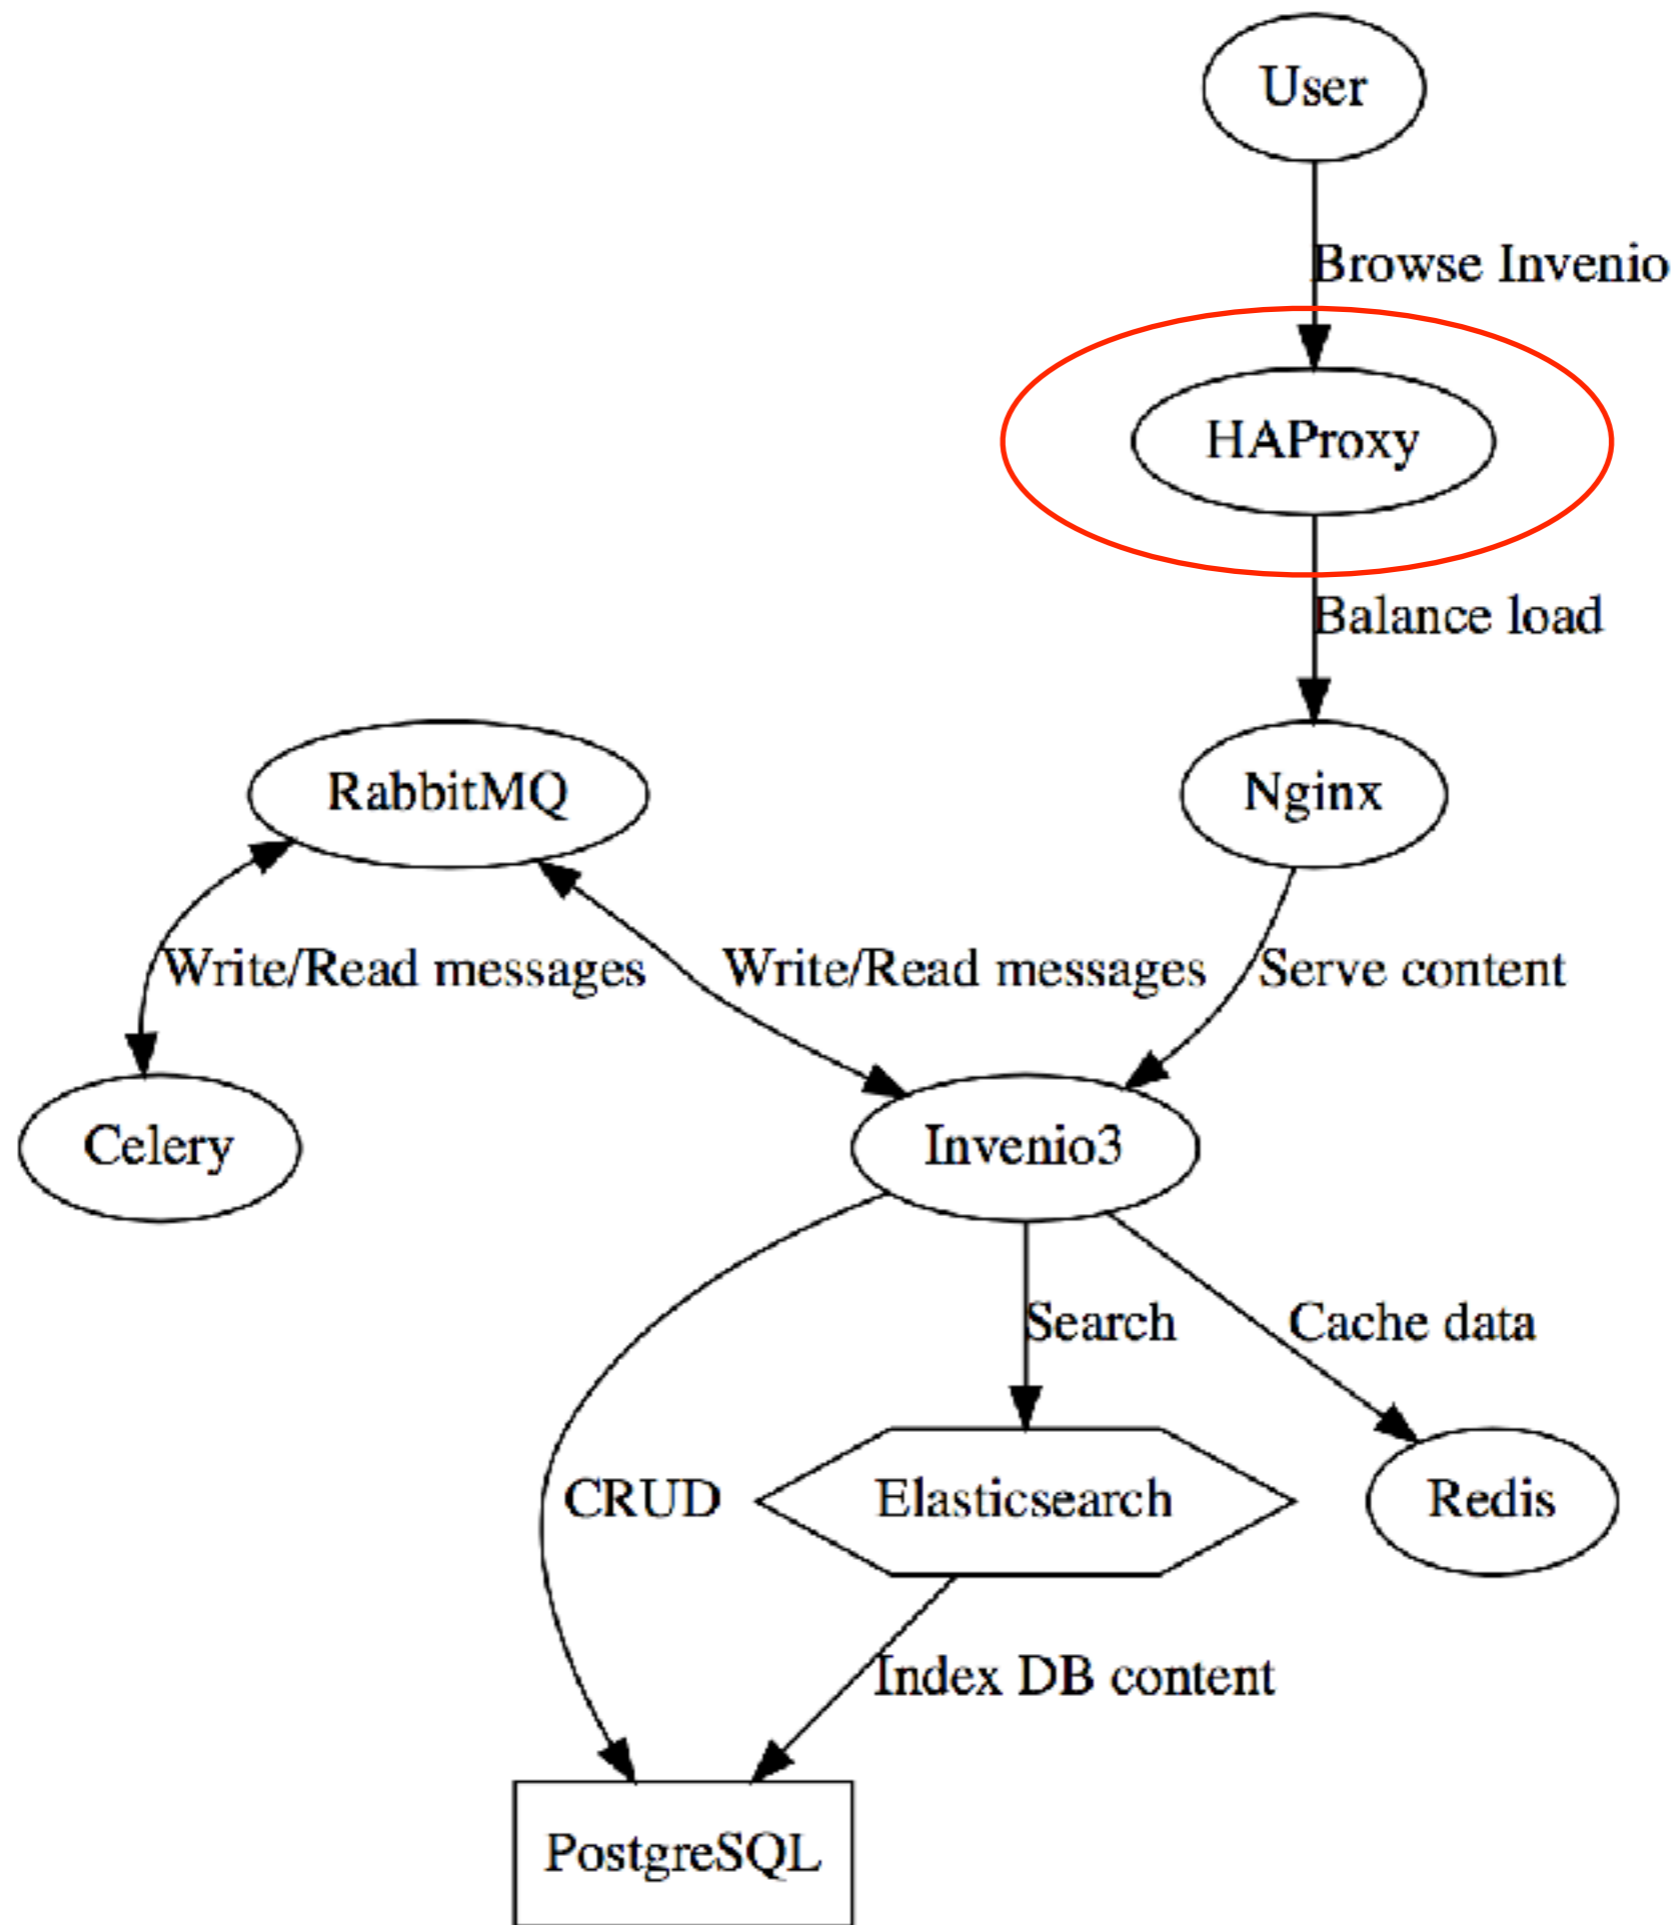 User
Browse Invenio
HAProxy
Balance load
RabbitMQ
Nginx
Write/Read messages
Write/Read messages
Serve content
Celery
Invenio3
Search
Cache data
CRUD
Elasticsearch
Redis
Index DB content
PostgreSQL